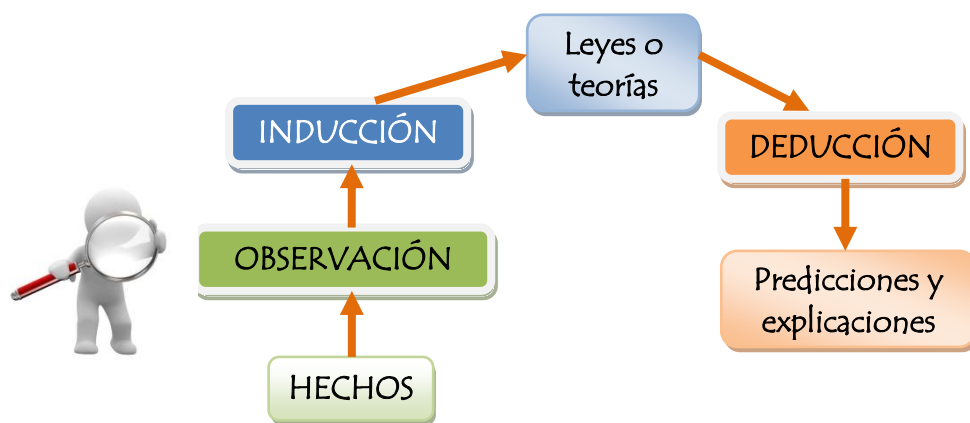 Leyes o
teorías
INDUCCIÓN
DEDUCCIÓN
OBSERVACIÓN
Predicciones y
explicaciones
HECHOS